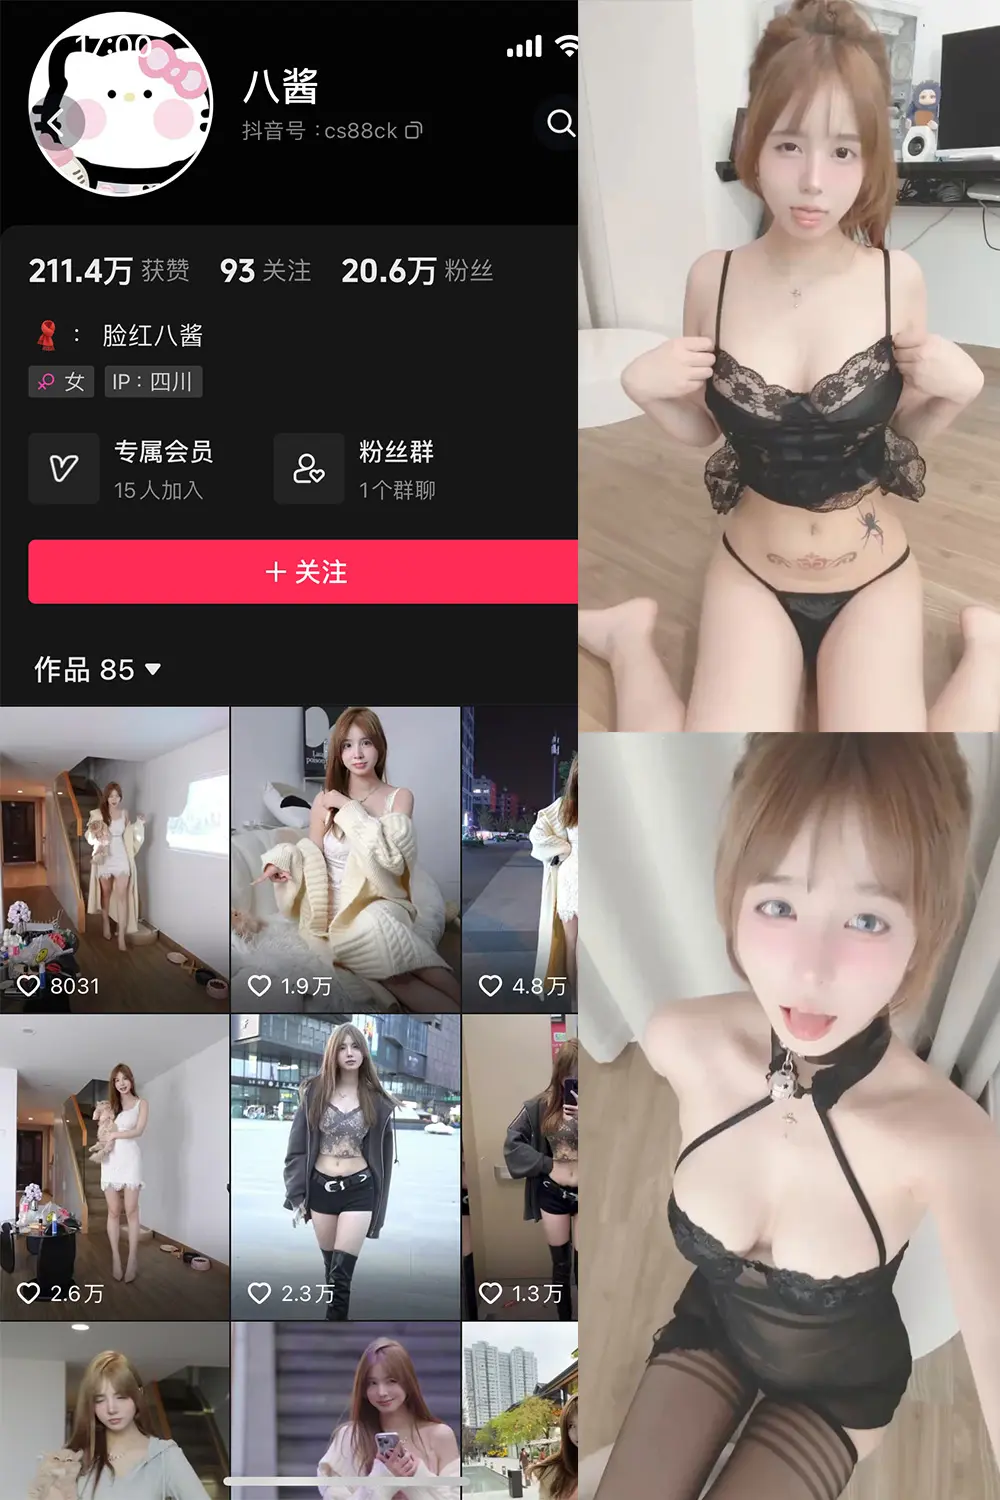 17:00
八酱
抖音号：cs88ck
211.4万 获赞 93 关注 20.6万 粉丝
： 脸红八酱
女 IP：四川
专属会员 粉丝群
15人加入 1个群聊
+ 关注
作品 85
8031 1.9万 4.8万
2.6万 2.3万 1.3万